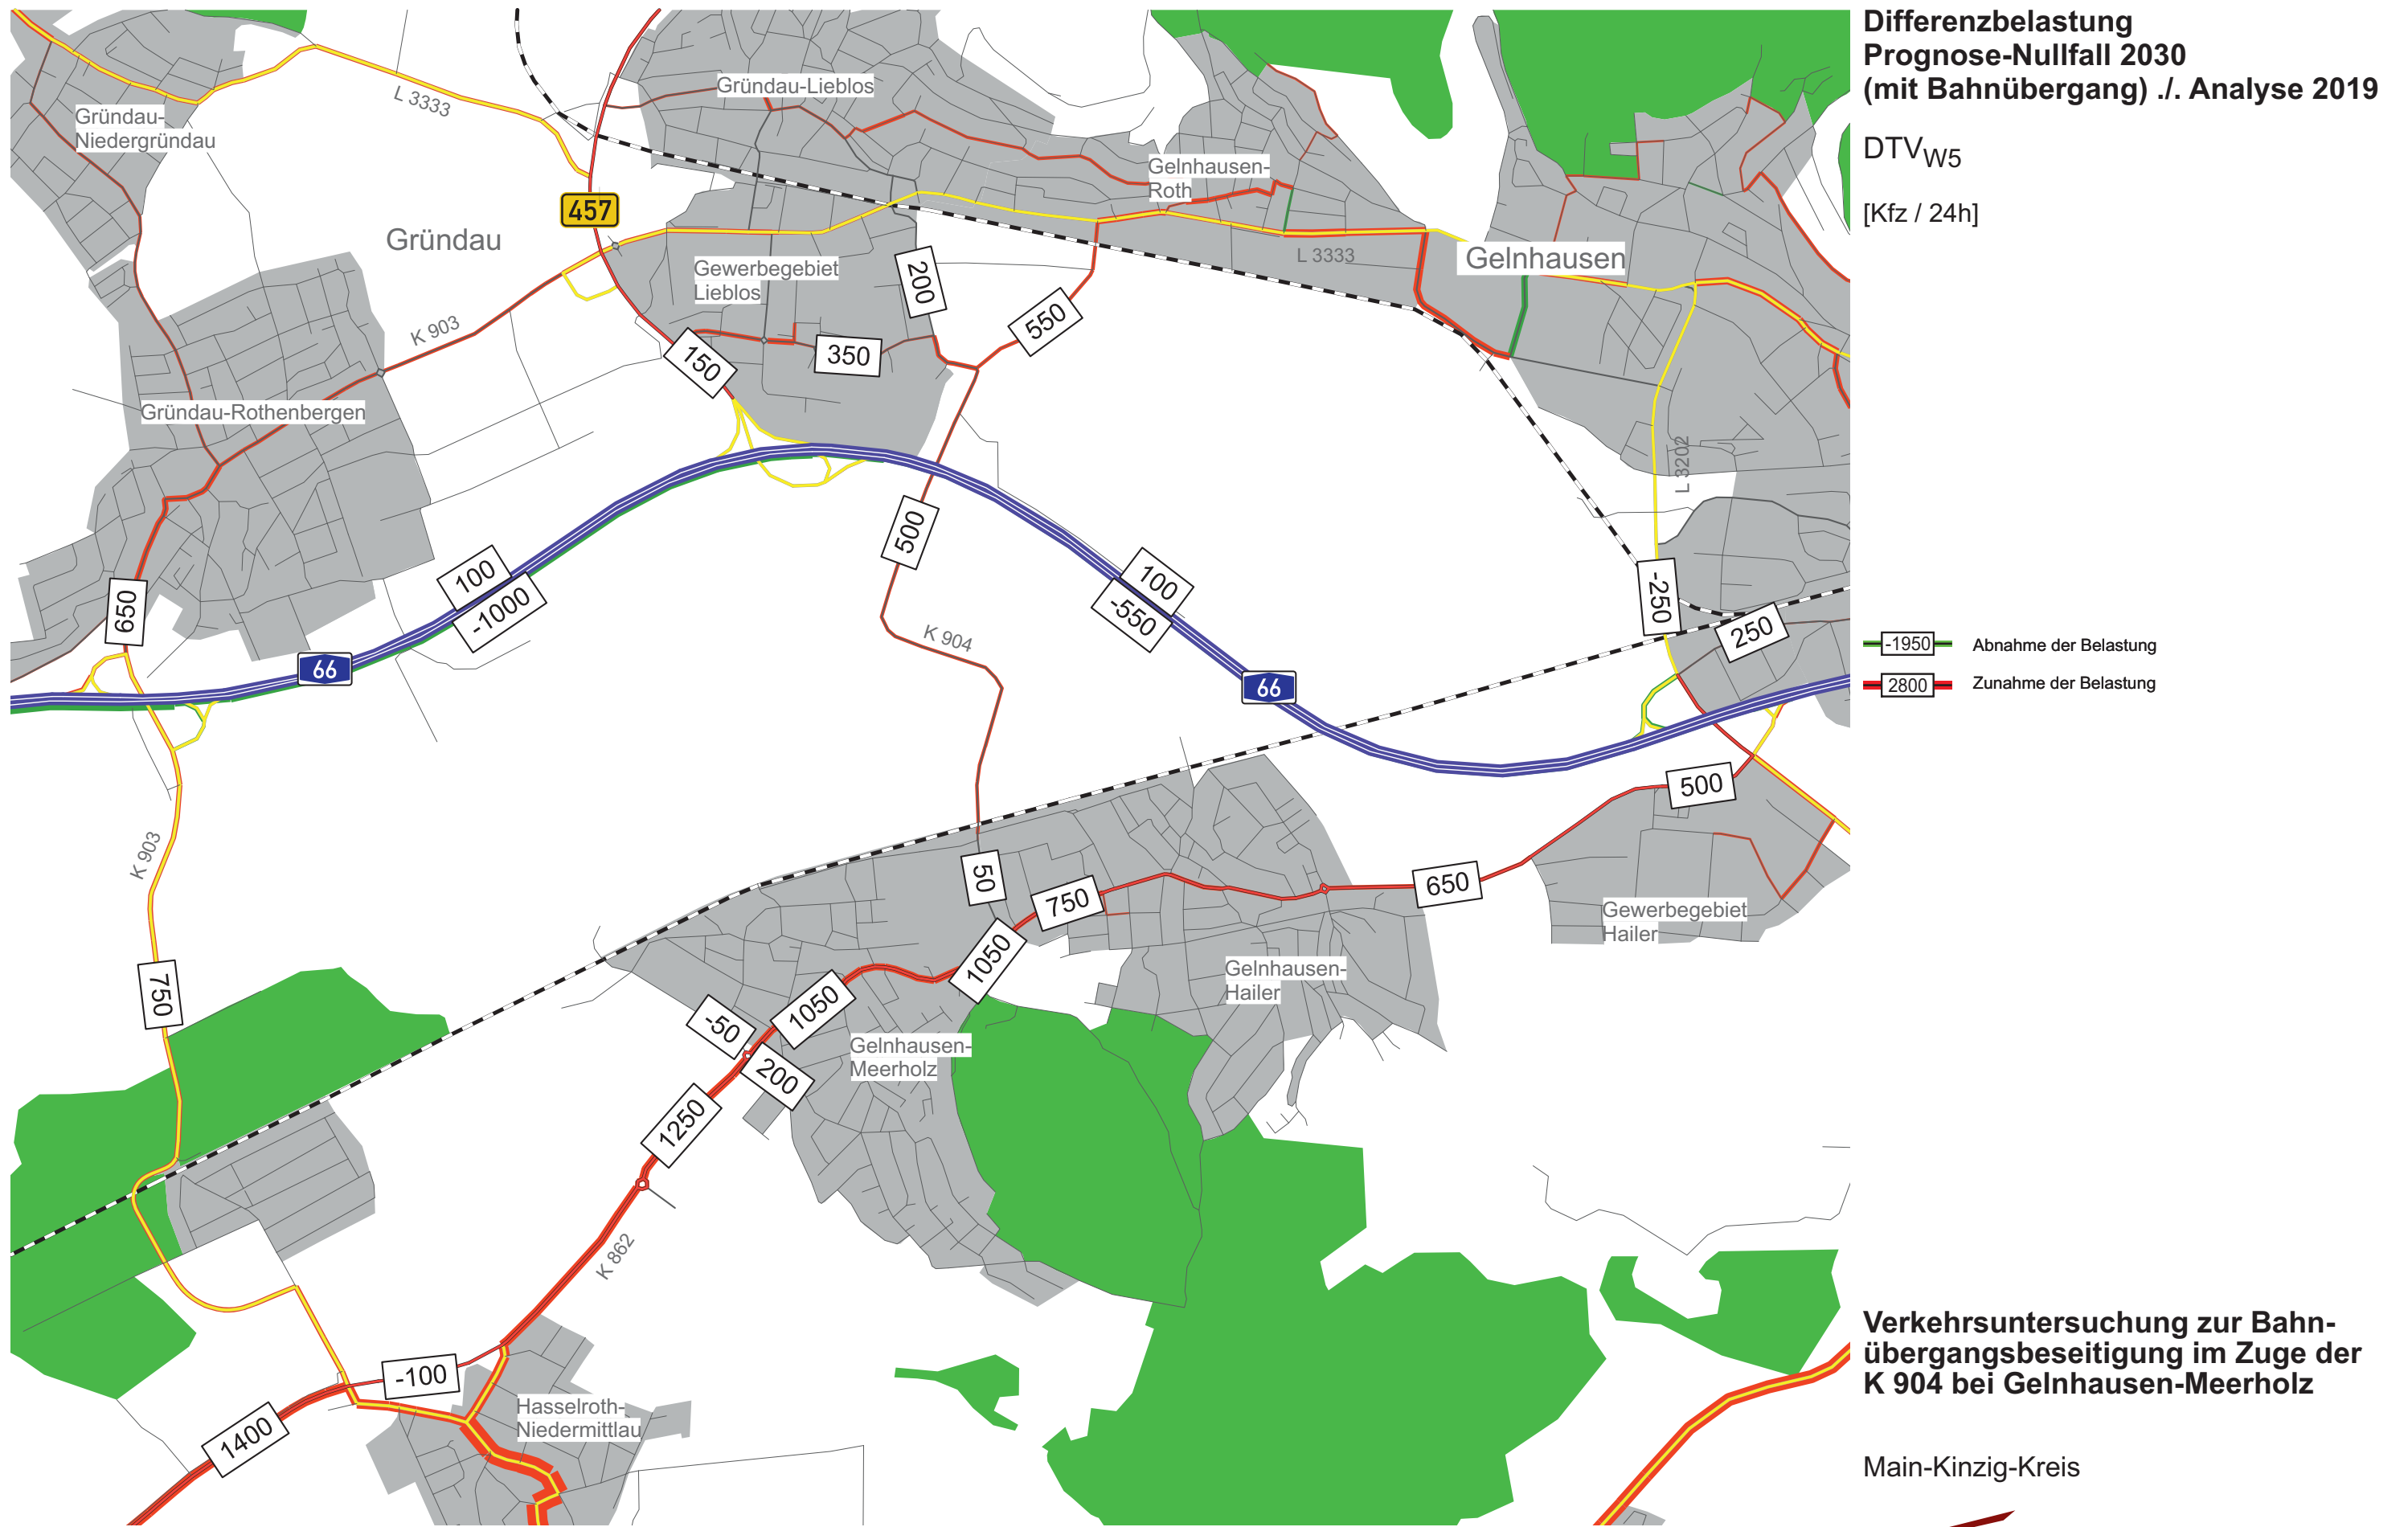 Differenzbelastung
Prognose-Nullfall 2030
(mit Bahnübergang) ./. Analyse 2019
DTVW5
[Kfz / 24h]
L 3333
Gründau-
Niedergründau
Gründau-Lieblos
Gelnhausen-
Roth
457
Gründau
Gewerbegebiet
Lieblos
200
L 3333
Gelnhausen
550
K 903
150
350
Gründau-Rothenbergen
L 3202
500
100
-1000
100
-550
650
-250
250
K 904
66
66
-1950
Abnahme der Belastung
2800
Zunahme der Belastung
500
K 903
50
750
650
Gewerbegebiet
Hailer
1050
Gelnhausen-
Hailer
750
1050
-50
200
Gelnhausen-
Meerholz
1250
K 862
-100
1400
Hasselroth-
Niedermittlau
Verkehrsuntersuchung zur Bahn-
übergangsbeseitigung im Zuge der
K 904 bei Gelnhausen-Meerholz
Main-Kinzig-Kreis